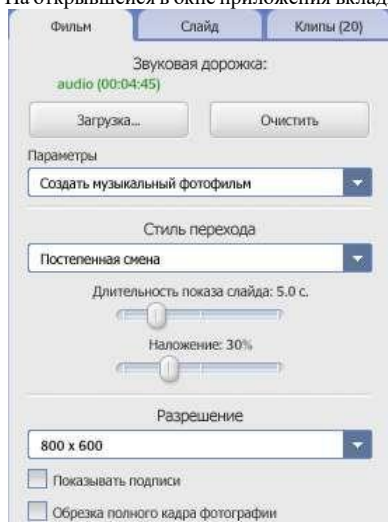 На открывшейся в окне приложения вклад
Фильм Слайд Клипы (20)
Звуковая дорожка:
audio (00:04:45)
Загрузка... Очистить
Параметры
Создать музыкальный фотофильм
Стиль перехода
Постепенная смена
Длительность показа слайда: 5.0 с.
Наложение: 30%
Разрешение
800 x 600
Показывать подписи
Обрезка полного кадра фотографии